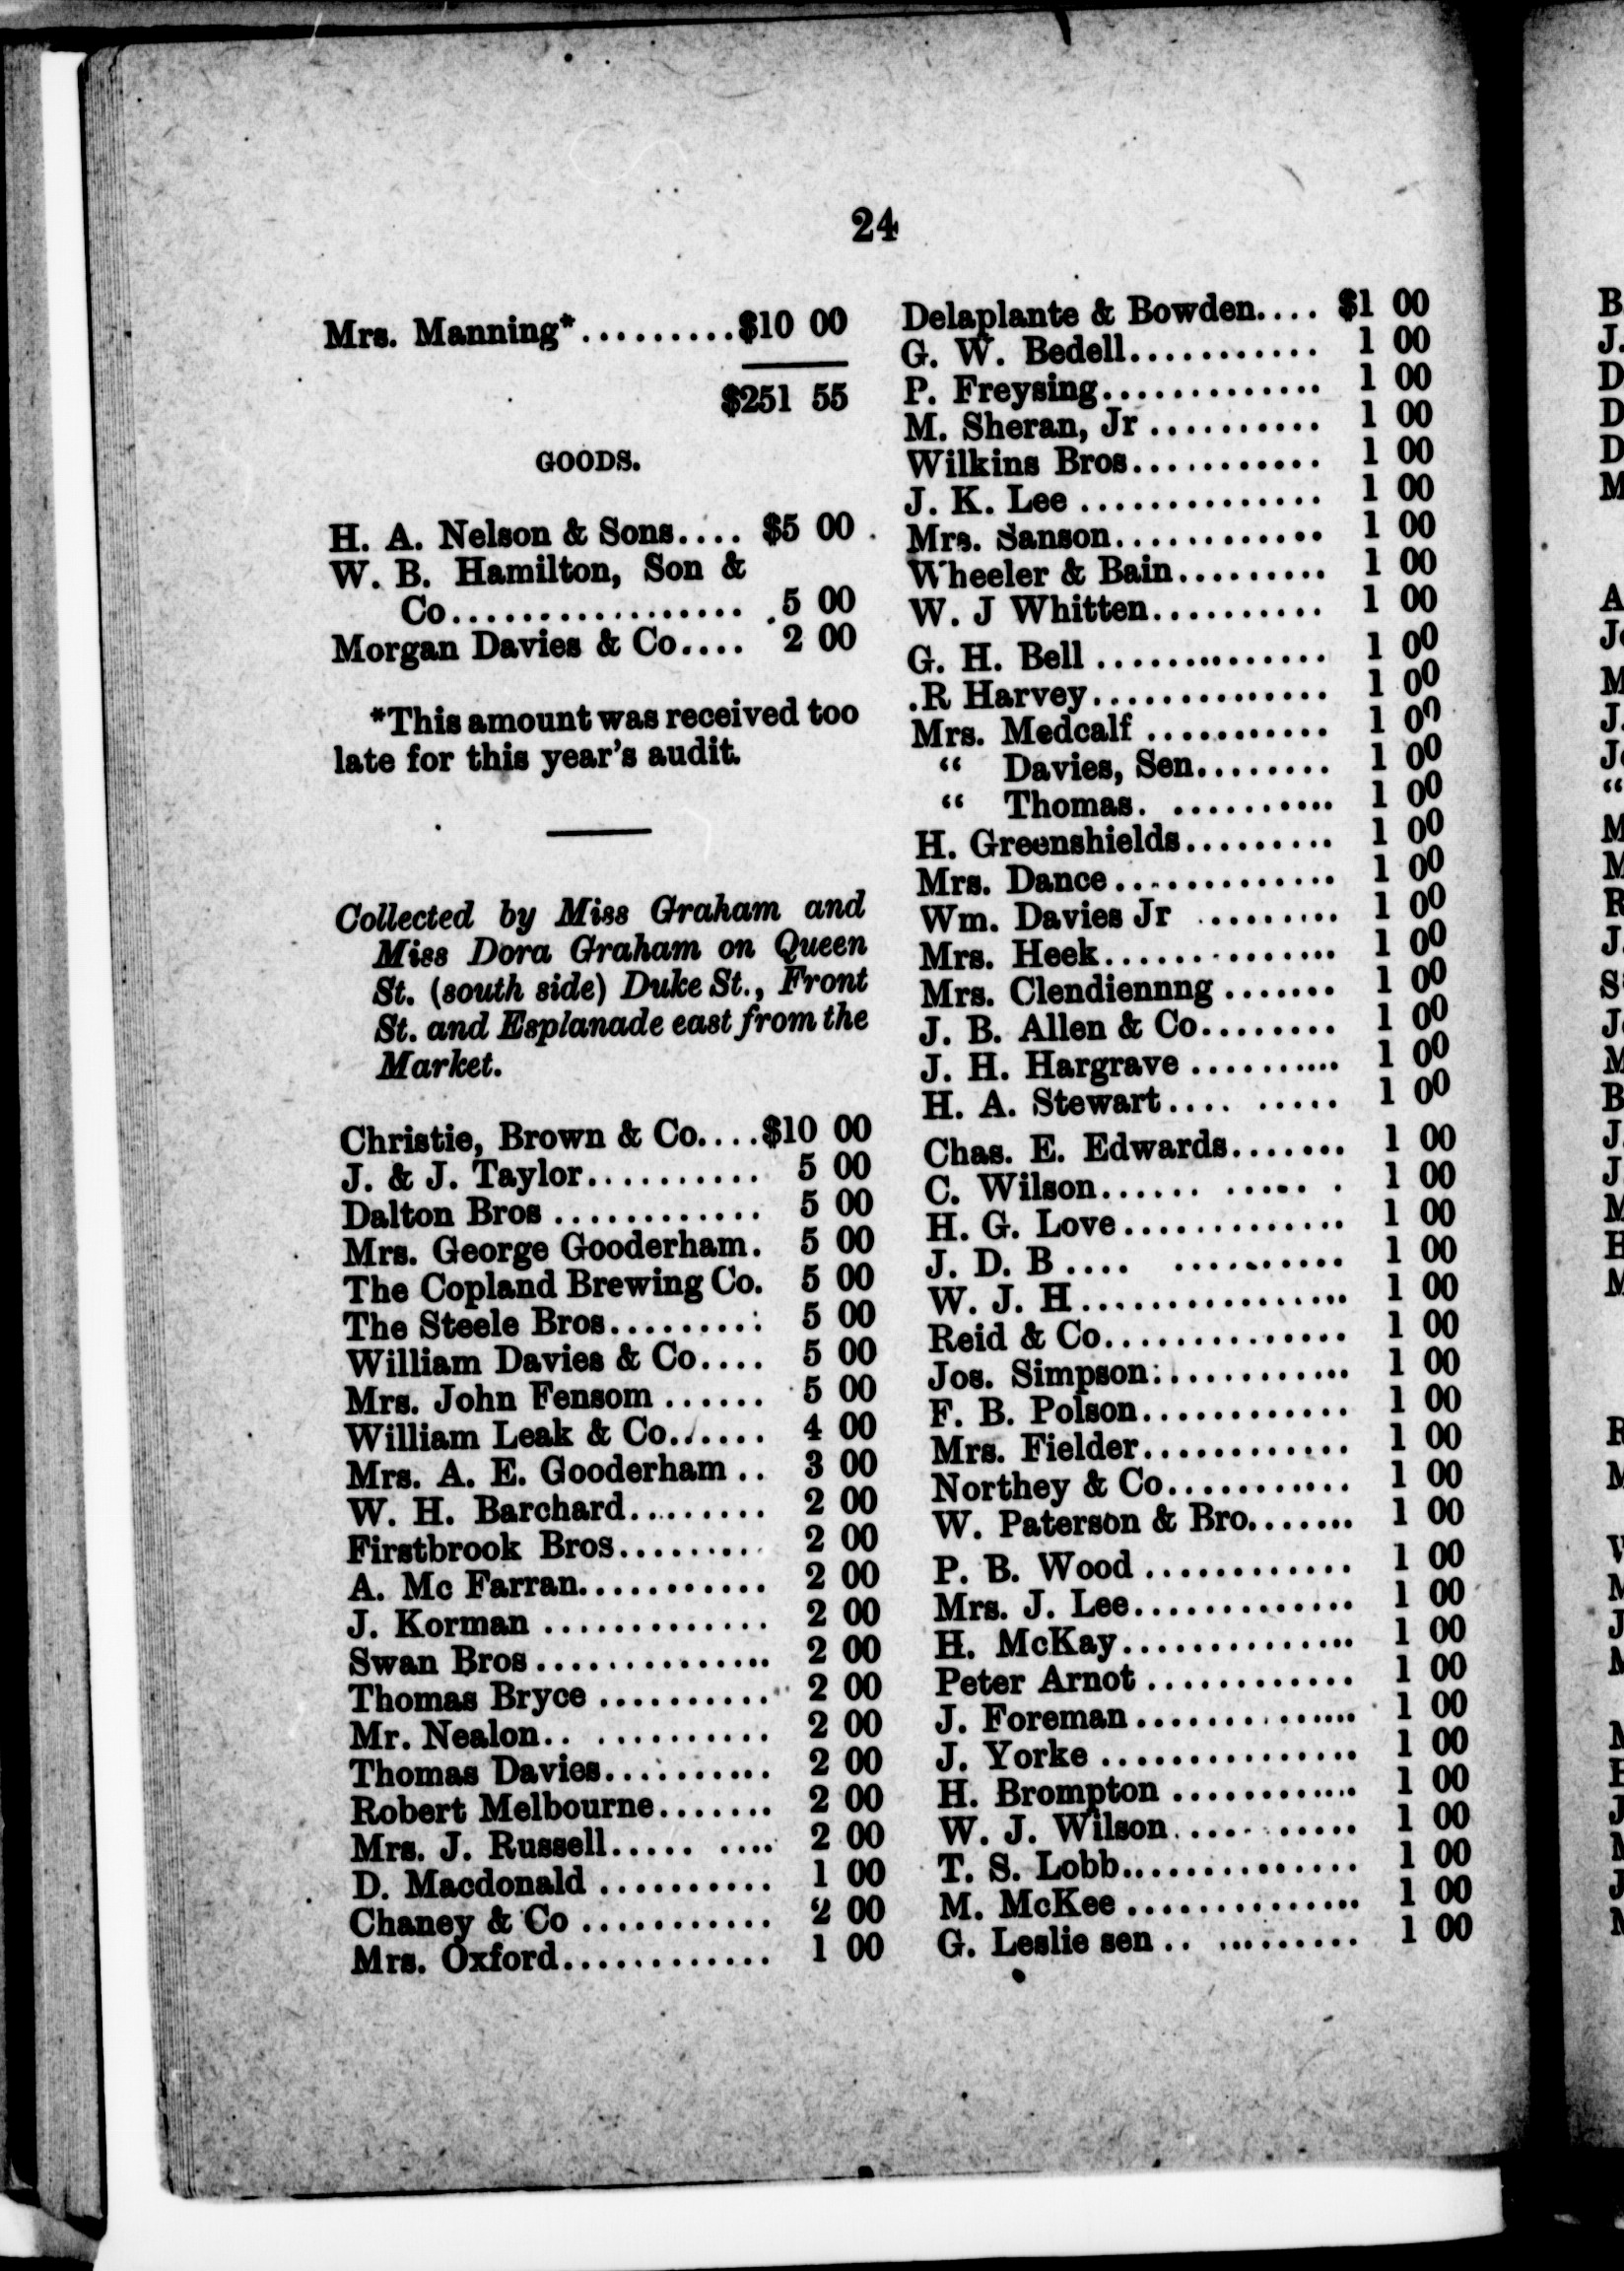 24
Mrs. Manning*..........$10 00
$251 55
GOODS.
H. A. Nelson & Sons.... $5 00
W. B. Hamilton, Son &
Co.................. 5 00
Morgan Davies & Co.... 2 00
*This amount was received too
late for this year's audit.
Collected by Miss Graham and
Miss Dora Graham on Queen
St. (south side) Duke St., Front
St. and Esplanade east from the
Market.
Christie, Brown & Co....$10 00
J. & J. Taylor.......... 5 00
Dalton Bros ............ 5 00
Mrs. George Gooderham. 5 00
The Copland Brewing Co. 5 00
The Steele Bros......... 5 00
William Davies & Co.... 5 00
Mrs. John Fensom ...... 5 00
William Leak & Co...... 4 00
Mrs. A. E. Gooderham .. 3 00
W. H. Barchard......... 2 00
Firstbrook Bros......... 2 00
A. Mc Farran........... 2 00
J. Korman ............. 2 00
Swan Bros.............. 2 00
Thomas Bryce .......... 2 00
Mr. Nealon.. .......... 2 00
Thomas Davies.......... 2 00
Robert Melbourne....... 2 00
Mrs. J. Russell..... .... 2 00
D. Macdonald .......... 1 00
Chaney & Co ........... 2 00
Mrs. Oxford............ 1 00
Delaplante & Bowden.... $1 00
G. W. Bedell........... 1 00
P. Freysing............. 1 00
M. Sheran, Jr .......... 1 00
Wilkins Bros........... 1 00
J. K. Lee .............. 1 00
Mrs. Sanson............ 1 00
Wheeler & Bain......... 1 00
W. J Whitten.......... 1 00
G. H. Bell ............. 1 00
.R Harvey.............. 1 00
Mrs. Medcalf ........... 1 00
“ Davies, Sen........ 1 00
“ Thomas. .......... 1 00
H. Greenshields......... 1 00
Mrs. Dance............. 1 00
Wm. Davies Jr ......... 1 00
Mrs. Heek.............. 1 00
Mrs. Clendiennng ....... 1 00
J. B. Allen & Co........ 1 00
J. H. Hargrave .......... 1 00
H. A. Stewart.... ..... 1 00
Chas. E. Edwards....... 1 00
C. Wilson...... ...... . 1 00
H. G. Love............. 1 00
J. D. B .... .......... 1 00
W. J. H................ 1 00
Reid & Co.............. 1 00
Jos. Simpson............ 1 00
F. B. Polson............ 1 00
Mrs. Fielder............ 1 00
Northey & Co........... 1 00
W. Paterson & Bro....... 1 00
P. B. Wood ............ 1 00
Mrs. J. Lee............. 1 00
H. McKay.............. 1 00
Peter Arnot ............ 1 00
J. Foreman ............. 1 00
J. Yorke ............... 1 00
H. Brompton ........... 1 00
W. J. Wilson........... 1 00
T. S. Lobb.............. 1 00
M. McKee .............. 1 00
G. Leslie sen .. ......... 1 00